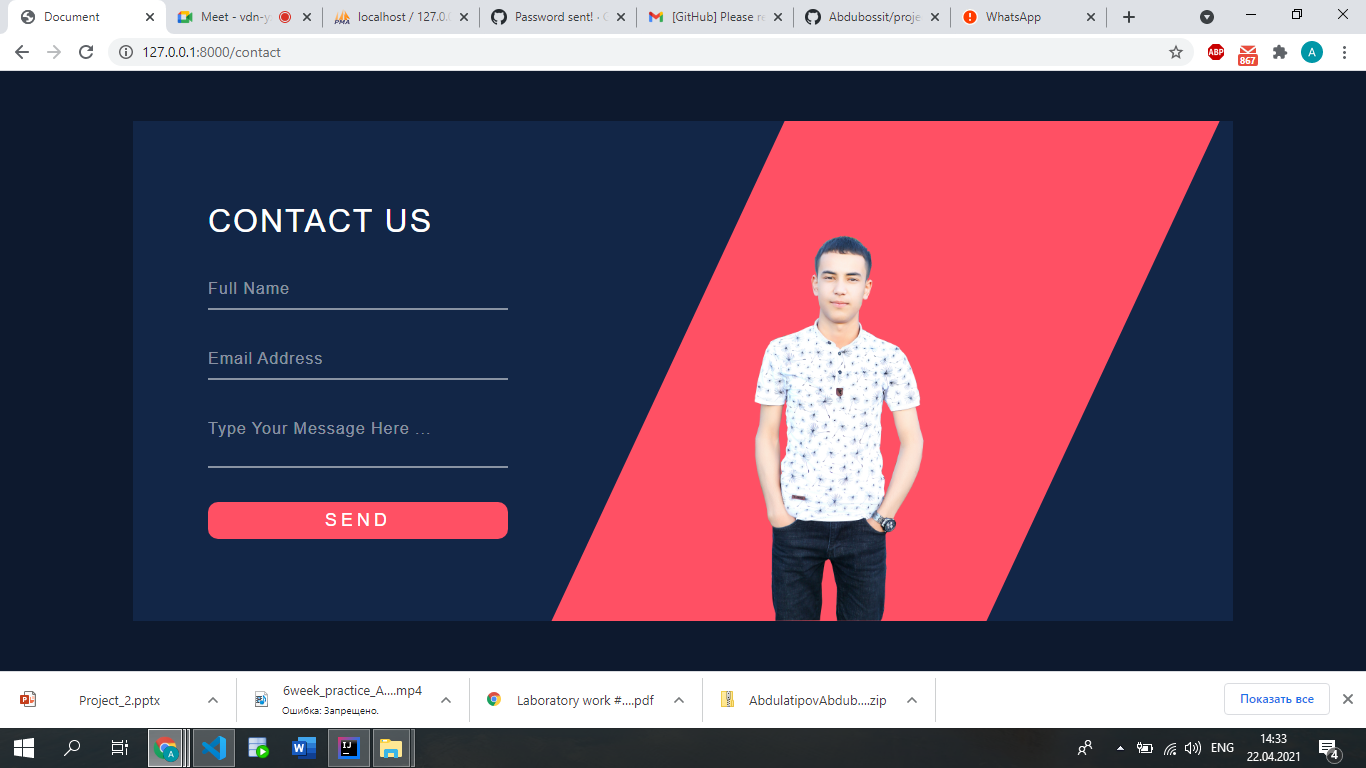 Document
Meet - vdn-y
localhost / 127.0.0
Password sent! ·
[GitHub] Please re
Abdubossit/proje
WhatsApp
127.0.0.1:8000/contact
ABP
867
A
CONTACT US
Full Name
Email Address
Type Your Message Here ...
SEND
Project_2.pptx
6week_practice_A....mp4
Ошибка: Запрещено.
Laboratory work #....pdf
AbdulatipovAbdub....zip
Показать все
ENG
14:33
22.04.2021
4